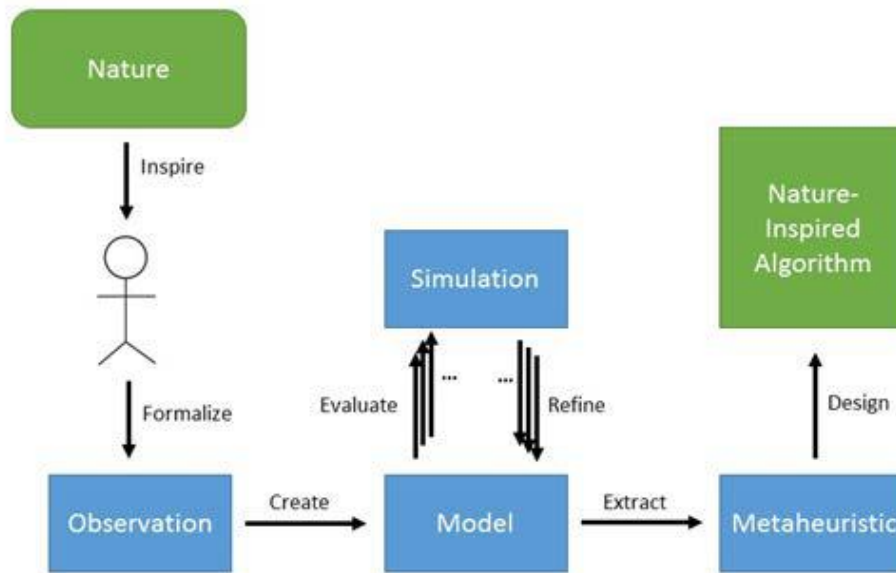 Nature
Inspire
Nature-
Inspired
Algorithm
Simulation
... ...
Formalize
Evaluate
Refine
Design
Observation
Create
Model
Extract
Metaheuristic